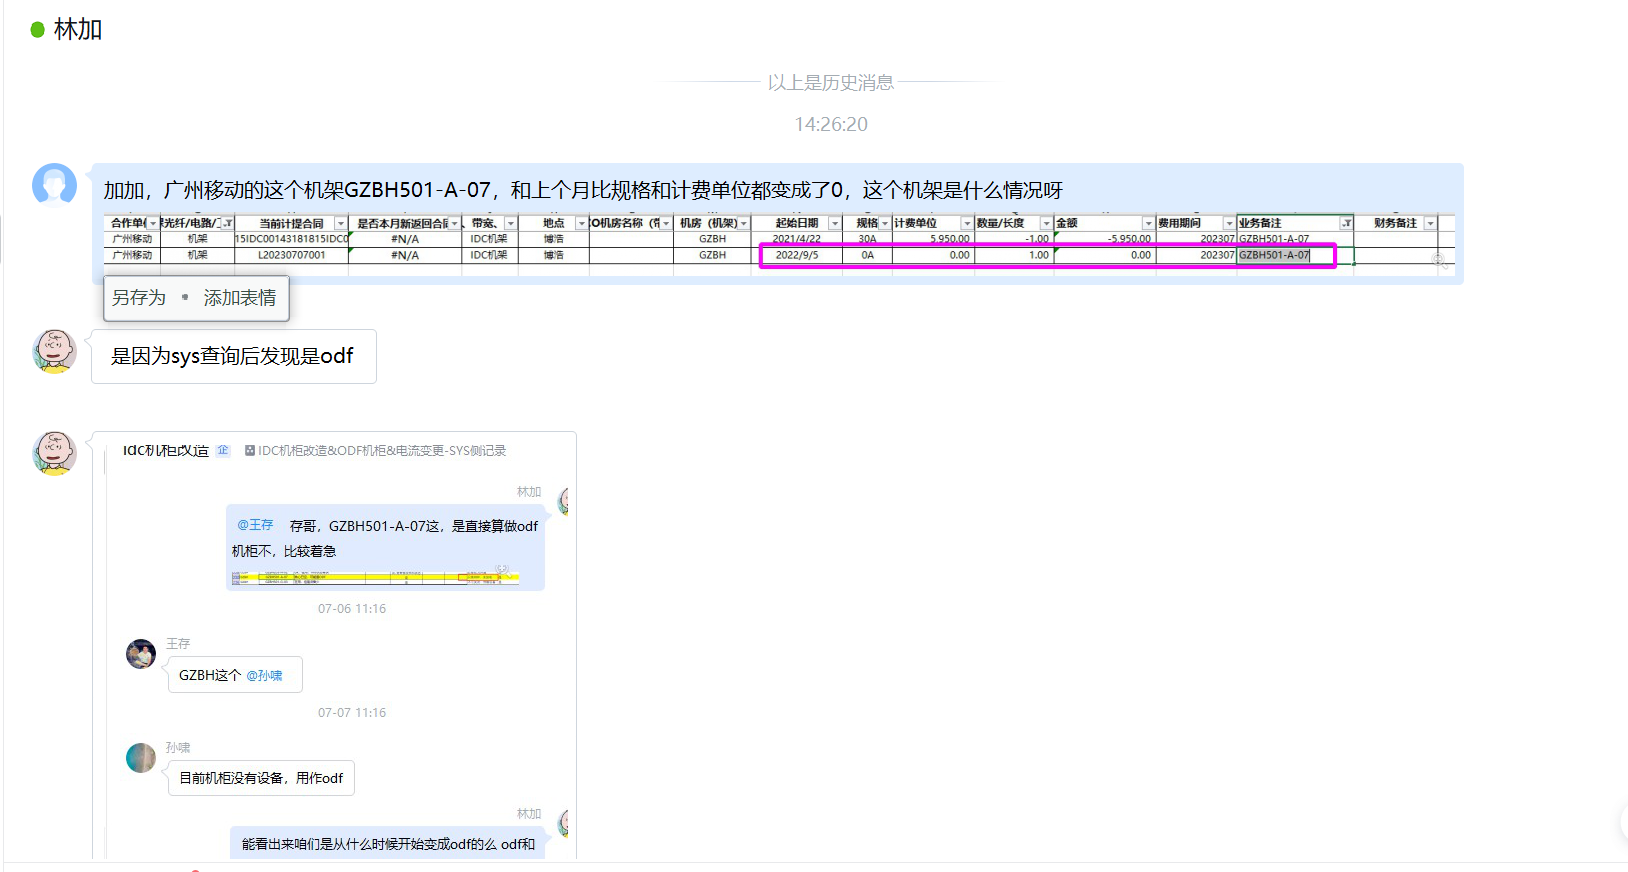 林加
以上是历史消息
14:26:20
加加，广州移动的这个机架GZBH501-A-07，和上个月比规格和计费单位都变成了0，这个机架是什么情况呀
合作单位 光纤/电路/ 当前计提合同 是否本月新返回合同 带宽、 地点 机房名称 机房（机架） 起始日期 规格 计费单位 数量/长度 金额 费用期间 业务备注 财务备注
广州移动 机架 15IDC00143181815IDC0 #N/A IDC机架 博浩 GZBH 2021/4/22 30A 5,950.00 -1.00 -5,950.00 202307 GZBH501-A-07
广州移动 机架 L20230707001 #N/A IDC机架 博浩 GZBH 2022/9/5 0A 0.00 1.00 0.00 202307 GZBH501-A-07
另存为 • 添加表情
是因为sys查询后发现是odf
idc机柜改造 企 IDC机柜改造&ODF机柜&电流变更-SYS侧记录
林加
@王存 存哥，GZBH501-A-07这，是直接算做odf
机柜不，比较着急
07-06 11:16
王存
GZBH这个 @孙啸
07-07 11:16
孙啸
目前机柜没有设备，用作odf
林加
能看出来咱们是从什么时候开始变成odf的么 odf和